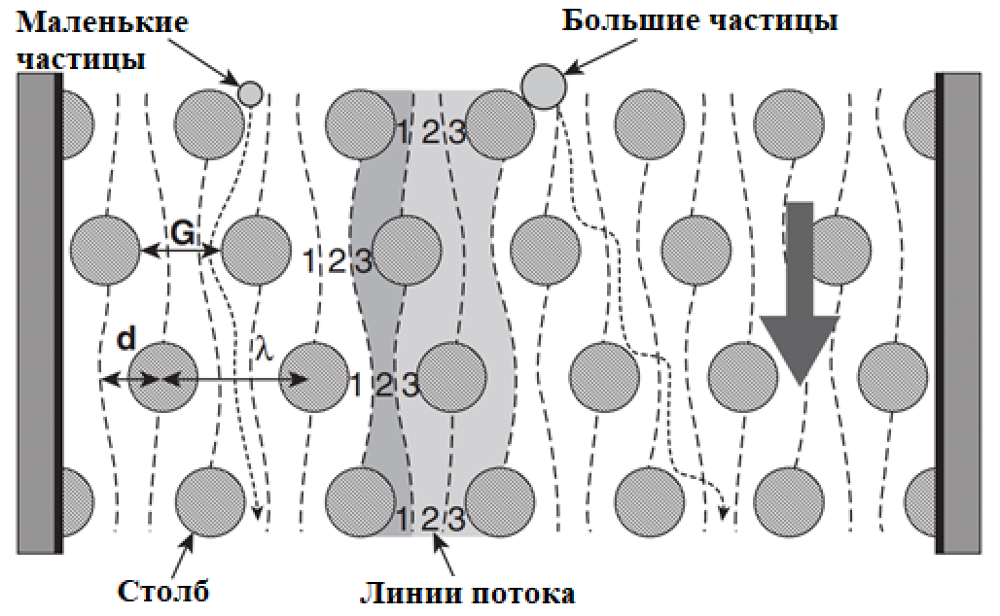 Маленькие
частицы
Большие частицы
1 2 3
G
1 2 3
d
λ
1 2 3
1 2 3
Столб
Линии потока